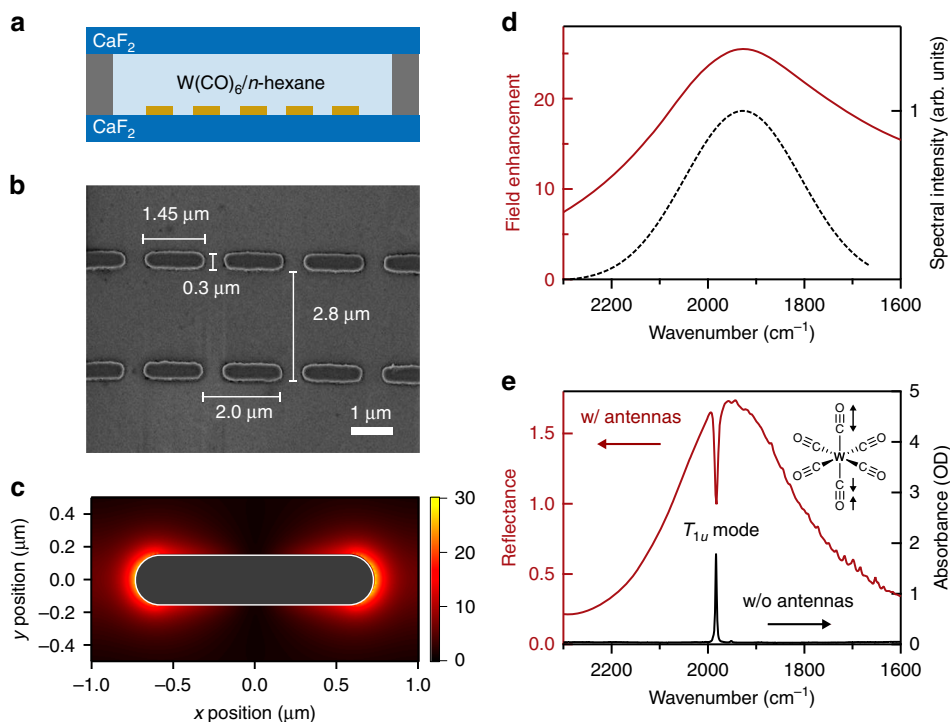 a
CaF2
W(CO)6/n-hexane
CaF2
b
1.45 μm
0.3 μm
2.8 μm
2.0 μm
1 μm
c
y position (μm)
0.4
0.2
0.0
−0.2
−0.4
−1.0 −0.5 0.0 0.5 1.0
x position (μm)
30
20
10
0
d
Field enhancement
20
10
0
1
Spectral intensity (arb. units)
2200 2000 1800 1600
Wavenumber (cm−1)
e
Reflectance
1.5
1.0
0.5
0.0
w/ antennas
T1u mode
w/o antennas
O≡C
C≡O
O≡C
C≡O
W
O≡C
C≡O
5
4
3
2
1
0
Absorbance (OD)
2200 2000 1800 1600
Wavenumber (cm−1)